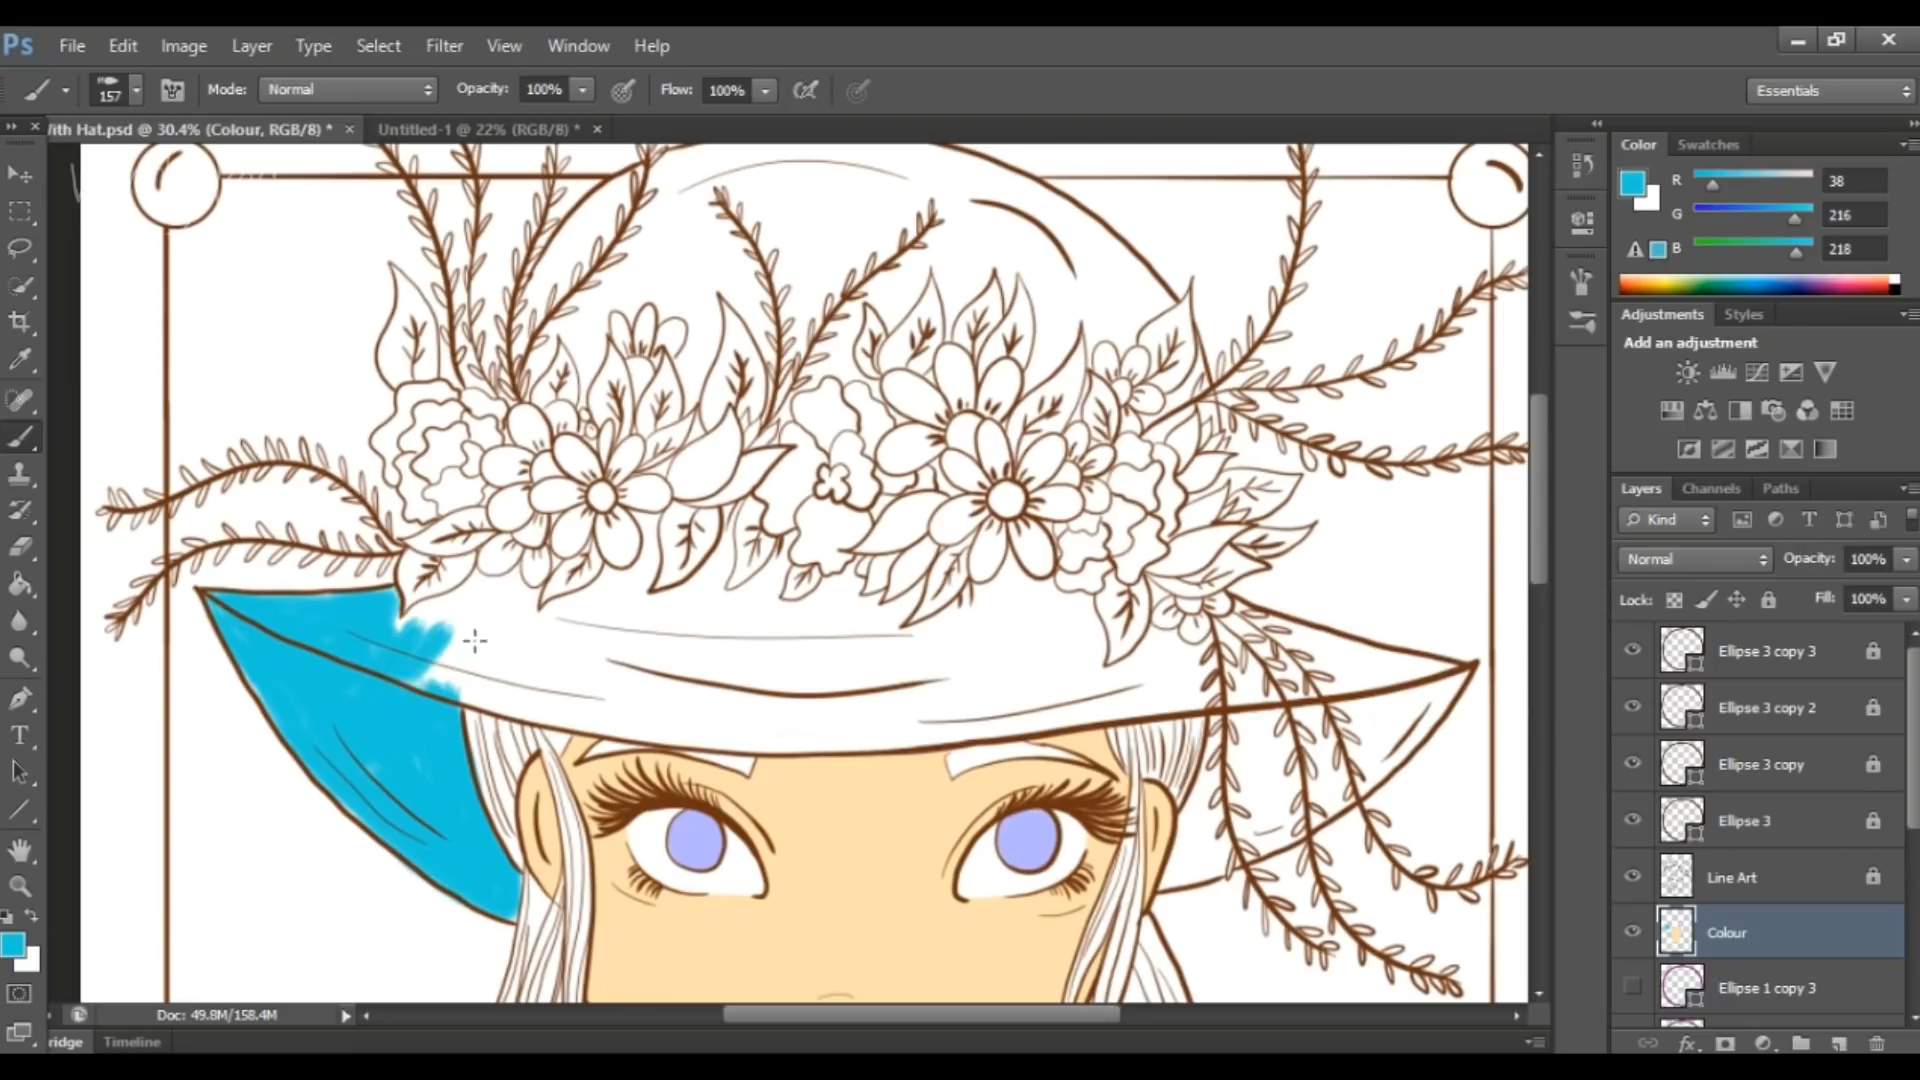 Ps File Edit Image Layer Type Select Filter View Window Help
157 Mode: Normal Opacity: 100% Flow: 100% Essentials
ith Hat.psd @ 30.4% (Colour, RGB/8) * × Untitled-1 @ 22% (RGB/8) * ×
Color Swatches
R 38
G 216
B 218
Adjustments Styles
Add an adjustment
Layers Channels Paths
Kind
Normal Opacity: 100%
Lock: Fill: 100%
Ellipse 3 copy 3
Ellipse 3 copy 2
Ellipse 3 copy
Ellipse 3
Line Art
Colour
Ellipse 1 copy 3
fx
Doc: 49.8M/158.4M
ridge Timeline